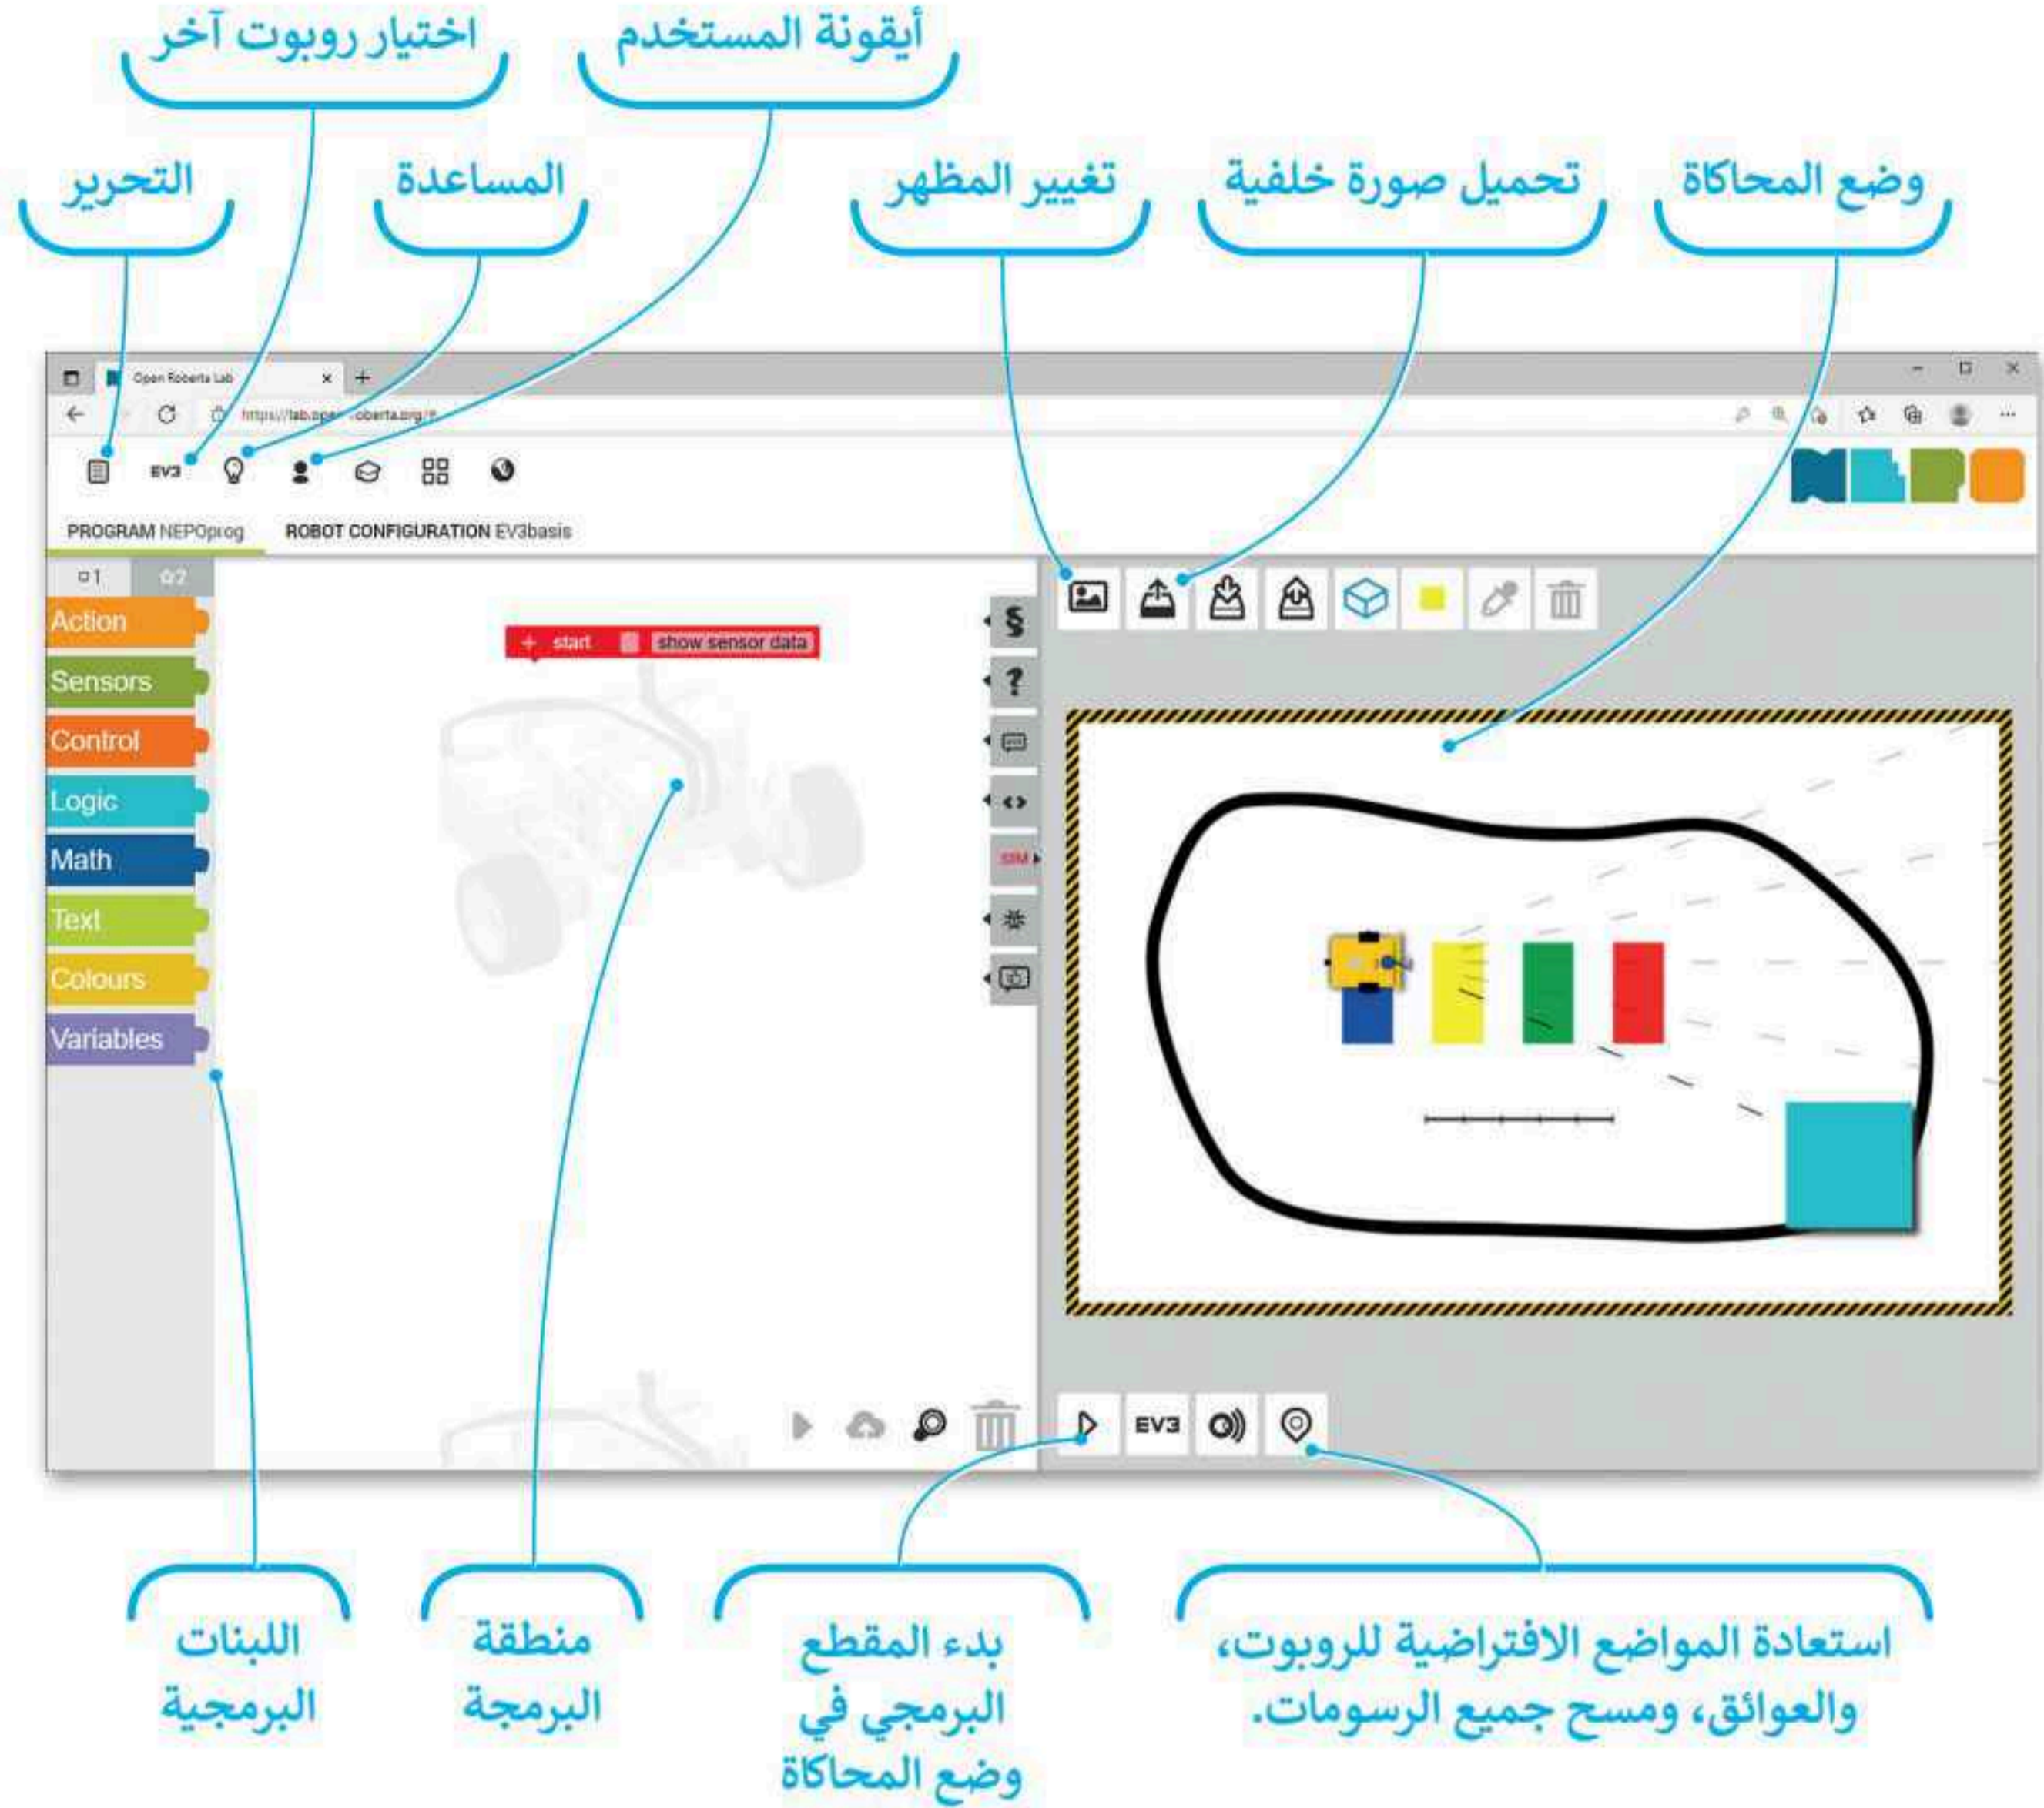 اختيار روبوت آخر
أيقونة المستخدم
التحرير
المساعدة
تغيير المظهر
تحميل صورة خلفية
وضع المحاكاة
Open Roberta Lab
EV3
PROGRAM NEPOprog
ROBOT CONFIGURATION EV3basis
1
2
Action
Sensors
Control
Logic
Math
Text
Colours
Variables
+ start show sensor data
SIM
EV3
اللبنات
البرمجية
منطقة
البرمجة
بدء المقطع
البرمجي في
وضع المحاكاة
استعادة المواضع الافتراضية للروبوت،
والعوائق، ومسح جميع الرسومات.